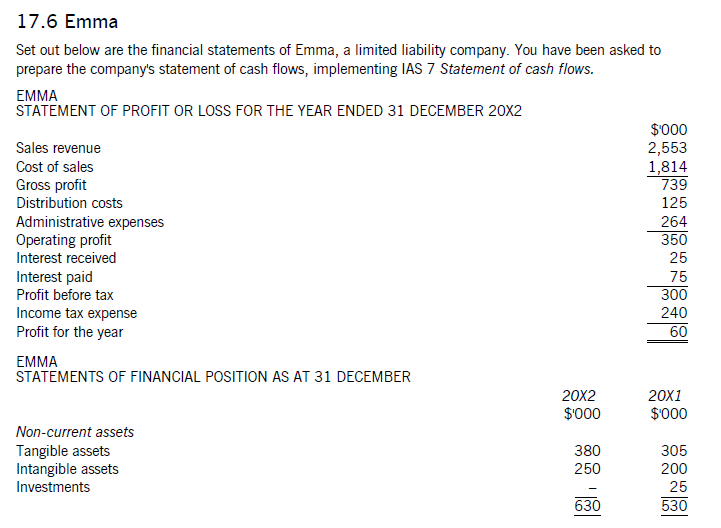 17.6 Emma
Set out below are the financial statements of Emma, a limited liability company. You have been asked to
prepare the company's statement of cash flows, implementing IAS 7 Statement of cash flows.
EMMA
STATEMENT OF PROFIT OR LOSS FOR THE YEAR ENDED 31 DECEMBER 20X2
$'000
Sales revenue 2,553
Cost of sales 1,814
Gross profit 739
Distribution costs 125
Administrative expenses 264
Operating profit 350
Interest received 25
Interest paid 75
Profit before tax 300
Income tax expense 240
Profit for the year 60
EMMA
STATEMENTS OF FINANCIAL POSITION AS AT 31 DECEMBER
20X2 20X1
$'000 $'000
Non-current assets
Tangible assets 380 305
Intangible assets 250 200
Investments – 25
630 530